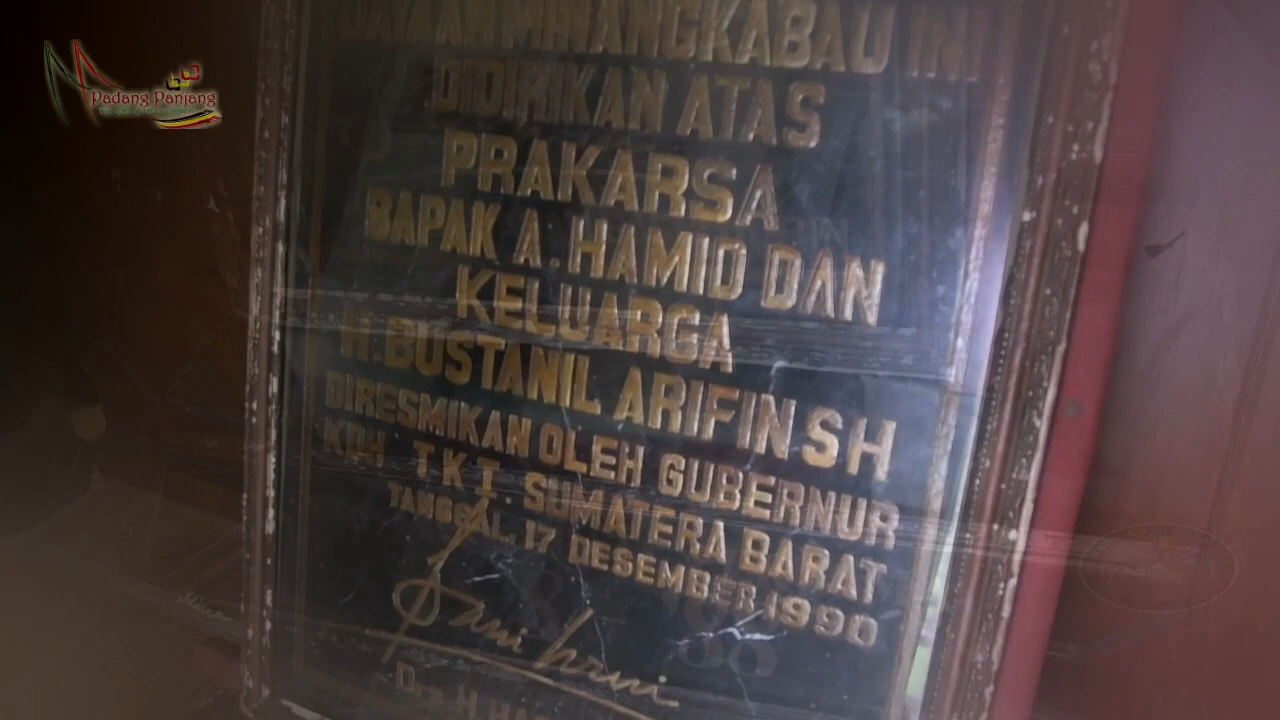 Padang Panjang
MINANGKABAU INI
DIDIRIKAN ATAS
PRAKARSA
BAPAK A. HAMID DAN
KELUARGA
H. BUSTANIL ARIFIN SH
DIRESMIKAN OLEH GUBERNUR
KDH T.K I. SUMATERA BARAT
TANGGAL 17 DESEMBER 1990